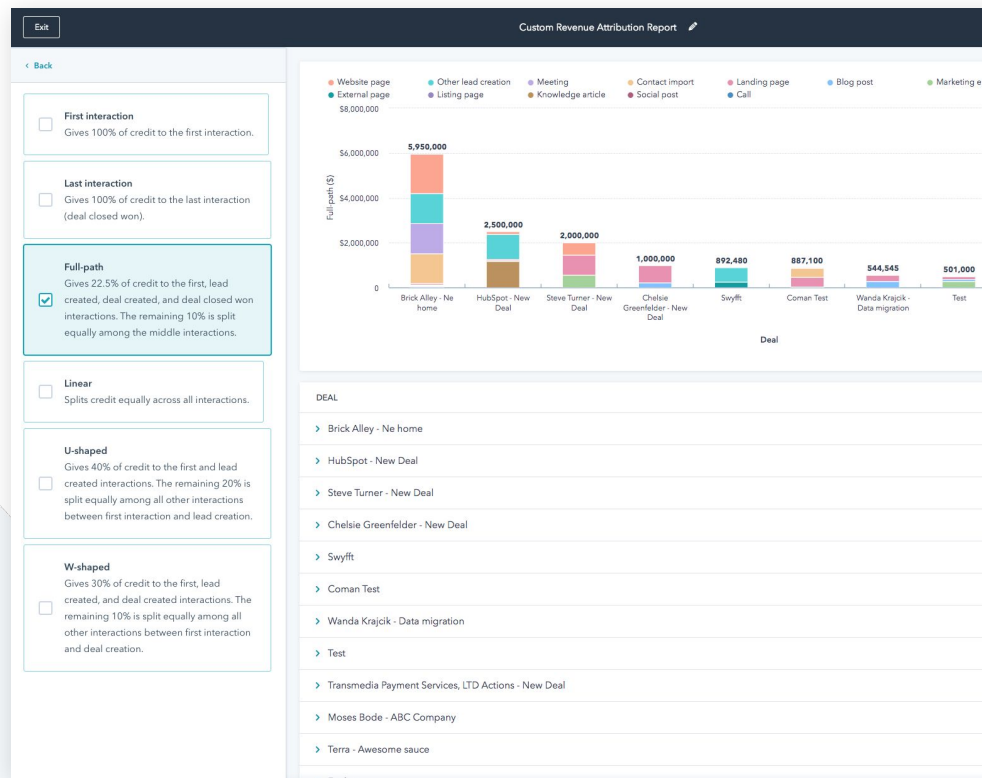 Exit
Custom Revenue Attribution Report
Back
First interaction
Gives 100% of credit to the first interaction.
Last interaction
Gives 100% of credit to the last interaction
(deal closed won).
Full-path
Gives 22.5% of credit to the first, lead
created, deal created, and deal closed won
interactions. The remaining 10% is split
equally among the middle interactions.
Linear
Splits credit equally across all interactions.
U-shaped
Gives 40% of credit to the first and lead
created interactions. The remaining 20% is
split equally among all other interactions
between first interaction and lead creation.
W-shaped
Gives 30% of credit to the first, lead
created, and deal created interactions. The
remaining 10% is split equally among all
other interactions between first interaction
and deal creation.
Website page Other lead creation Meeting Contact import Landing page Blog post Marketing e
External page Listing page Knowledge article Social post Call
$8,000,000
$6,000,000
$4,000,000
$2,000,000
0
Full-path ($)
5,950,000
2,500,000
2,000,000
1,000,000
892,480
887,100
544,545
501,000
Brick Alley - Ne
home
HubSpot - New
Deal
Steve Turner - New
Deal
Chelsie
Greenfelder - New
Deal
Swyfft
Coman Test
Wanda Krajcik -
Data migration
Test
Deal
DEAL
Brick Alley - Ne home
HubSpot - New Deal
Steve Turner - New Deal
Chelsie Greenfelder - New Deal
Swyfft
Coman Test
Wanda Krajcik - Data migration
Test
Transmedia Payment Services, LTD Actions - New Deal
Moses Bode - ABC Company
Terra - Awesome sauce